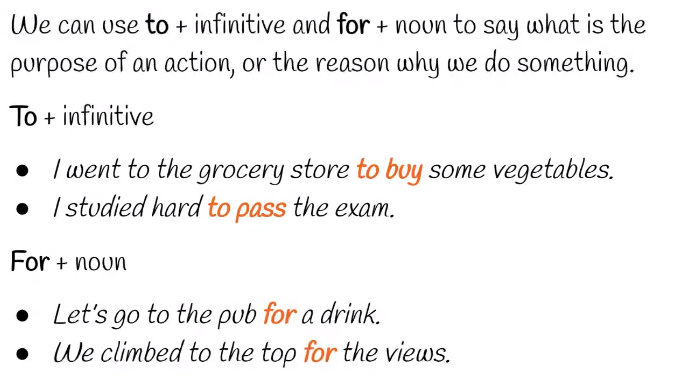 We can use to + infinitive and for + noun to say what is the
purpose of an action, or the reason why we do something.
To + infinitive
● I went to the grocery store to buy some vegetables.
● I studied hard to pass the exam.
For + noun
● Let's go to the pub for a drink.
● We climbed to the top for the views.